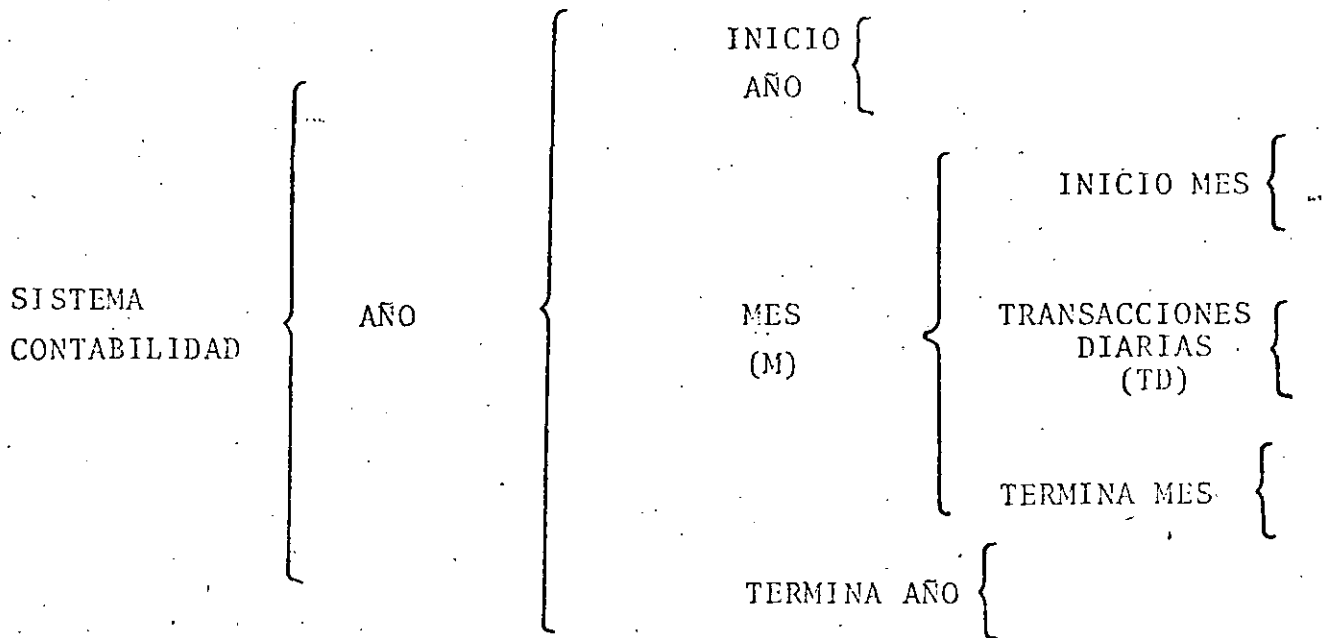 SISTEMA
CONTABILIDAD
AÑO
INICIO
AÑO
MES
(M)
INICIO MES
TRANSACCIONES
DIARIAS
(TD)
TERMINA MES
TERMINA AÑO